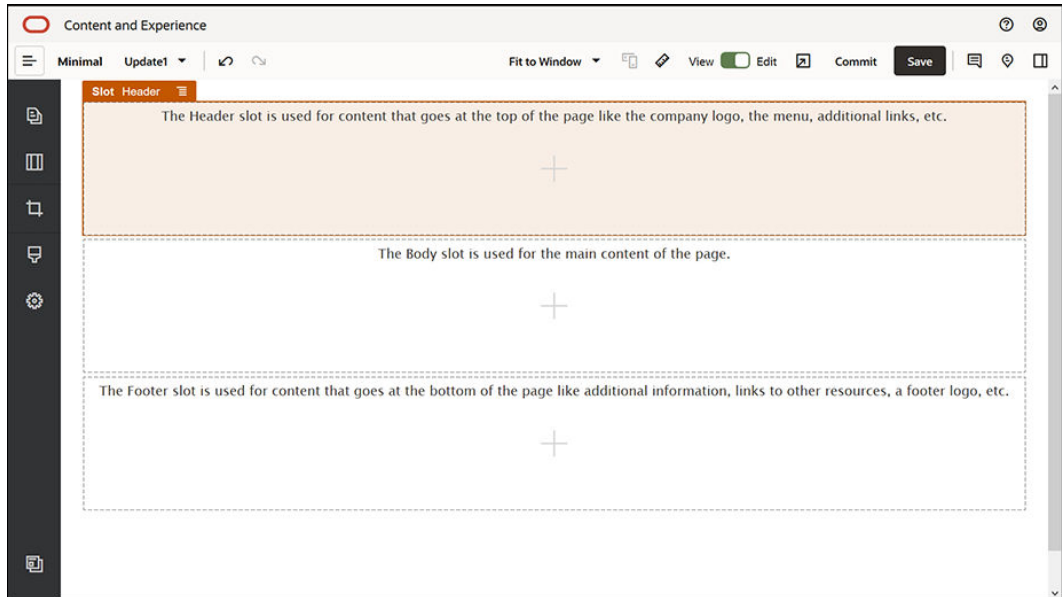 Content and Experience
Minimal Update1 Fit to Window View Edit Commit Save
Slot Header
The Header slot is used for content that goes at the top of the page like the company logo, the menu, additional links, etc.
The Body slot is used for the main content of the page.
The Footer slot is used for content that goes at the bottom of the page like additional information, links to other resources, a footer logo, etc.